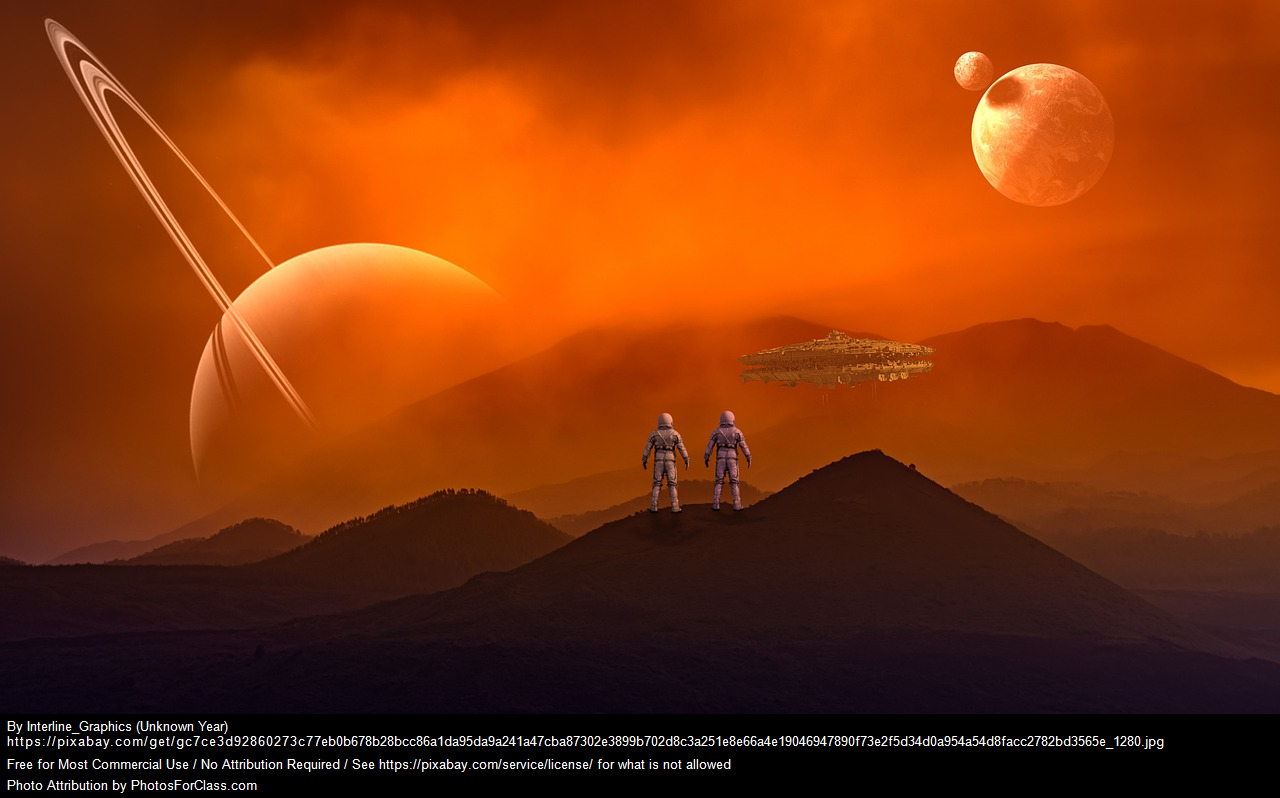 By Interline_Graphics (Unknown Year)
https://pixabay.com/get/gc7ce3d92860273c77eb0b678b28bcc86a1da95da9a241a47cba87302e3899b702d8c3a251e8e66a4e19046947890f73e2f5d34d0a954a54d8facc2782bd3565e_1280.jpg
Free for Most Commercial Use / No Attribution Required / See https://pixabay.com/service/license/ for what is not allowed
Photo Attribution by PhotosForClass.com